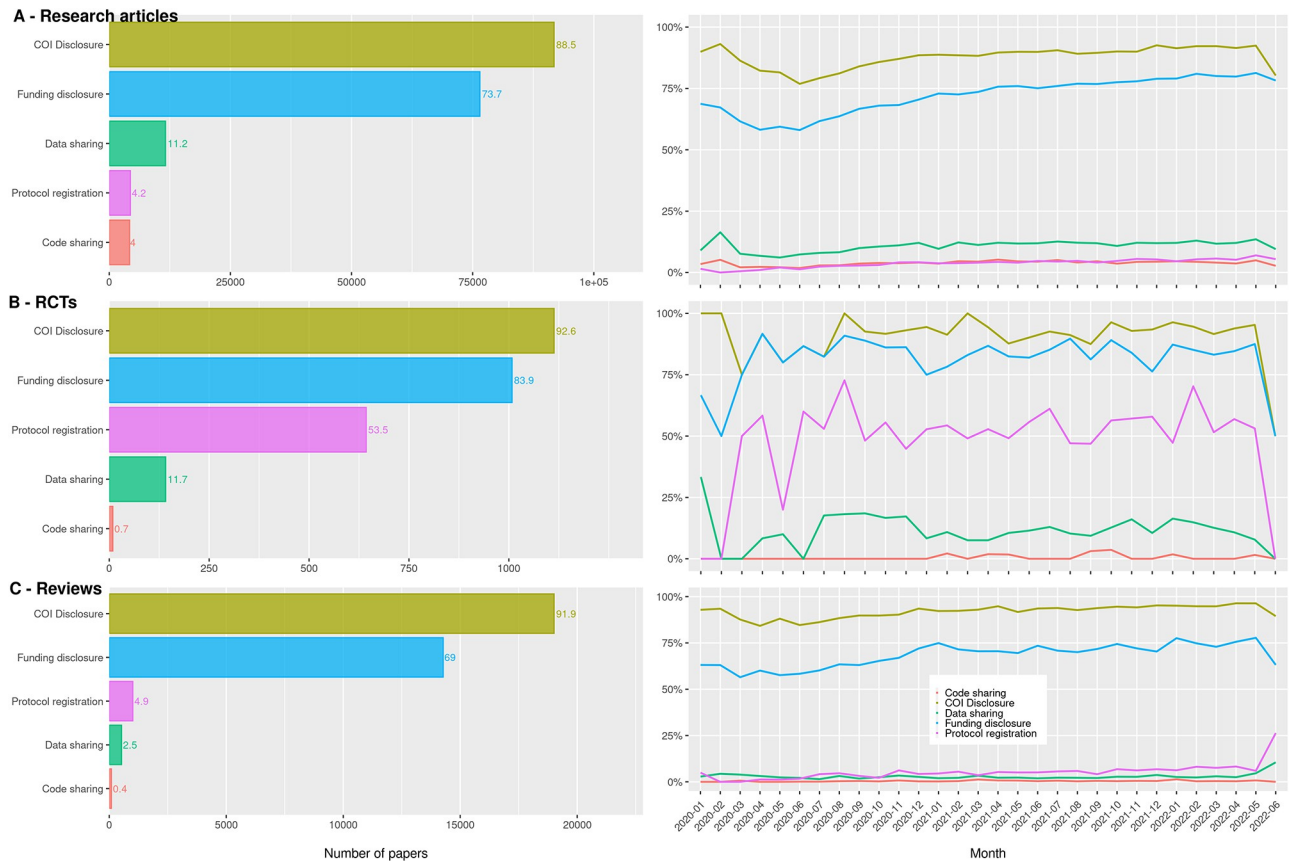 A - Research articles
COI Disclosure
88.5
Funding disclosure
73.7
Data sharing
11.2
Protocol registration
4.2
Code sharing
4
0 25000 50000 75000 1e+05
100%
75%
50%
25%
0%
B - RCTs
COI Disclosure
92.6
Funding disclosure
83.9
Protocol registration
53.5
Data sharing
11.7
Code sharing
0.7
0 250 500 750 1000
100%
75%
50%
25%
0%
C - Reviews
COI Disclosure
91.9
Funding disclosure
69
Protocol registration
4.9
Data sharing
2.5
Code sharing
0.4
0 5000 10000 15000 20000
Number of papers
100%
75%
50%
25%
0%
Code sharing
COI Disclosure
Data sharing
Funding disclosure
Protocol registration
2020-01 2020-02 2020-03 2020-04 2020-05 2020-06 2020-07 2020-08 2020-09 2020-10 2020-11 2020-12 2021-01 2021-02 2021-03 2021-04 2021-05 2021-06 2021-07 2021-08 2021-09 2021-10 2021-11 2021-12 2022-01 2022-02 2022-03 2022-04 2022-05 2022-06
Month